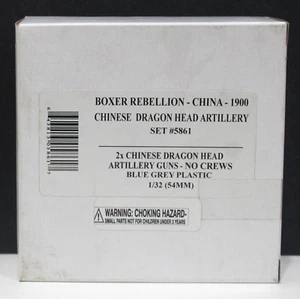 BOXER REBELLION - CHINA - 1900
CHINESE DRAGON HEAD ARTILLERY
SET #5861
2x CHINESE DRAGON HEAD
ARTILLERY GUNS - NO CREWS
BLUE GREY PLASTIC
1/32 (54MM)
WARNING: CHOKING HAZARD-
SMALL PARTS NOT FOR CHILDREN UNDER 3 YEARS